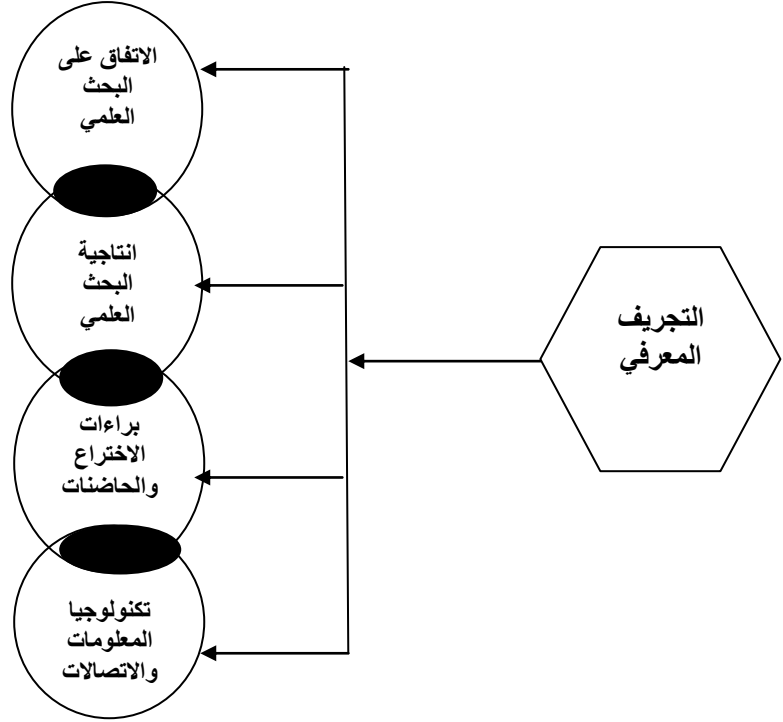 الاتفاق على
البحث
العلمي
انتاجية
البحث
العلمي
براءات
الاختراع
والحاضنات
تكنولوجيا
المعلومات
والاتصالات
التجريف
المعرفي